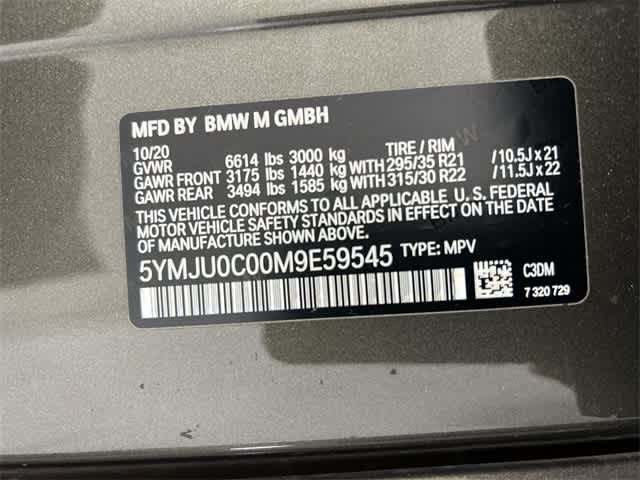 MFD BY BMW M GMBH
10/20 TIRE / RIM
GVWR 6614 lbs 3000 kg
GAWR FRONT 3175 lbs 1440 kg WITH 295/35 R21 / 10.5J x 21
GAWR REAR 3494 lbs 1585 kg WITH 315/30 R22 / 11.5J x 22
THIS VEHICLE CONFORMS TO ALL APPLICABLE U.S. FEDERAL
MOTOR VEHICLE SAFETY STANDARDS IN EFFECT ON THE
DATE OF MANUFACTURE SHOWN ABOVE.
5YMJU0C00M9E59545 TYPE: MPV
C3DM
7 320 729